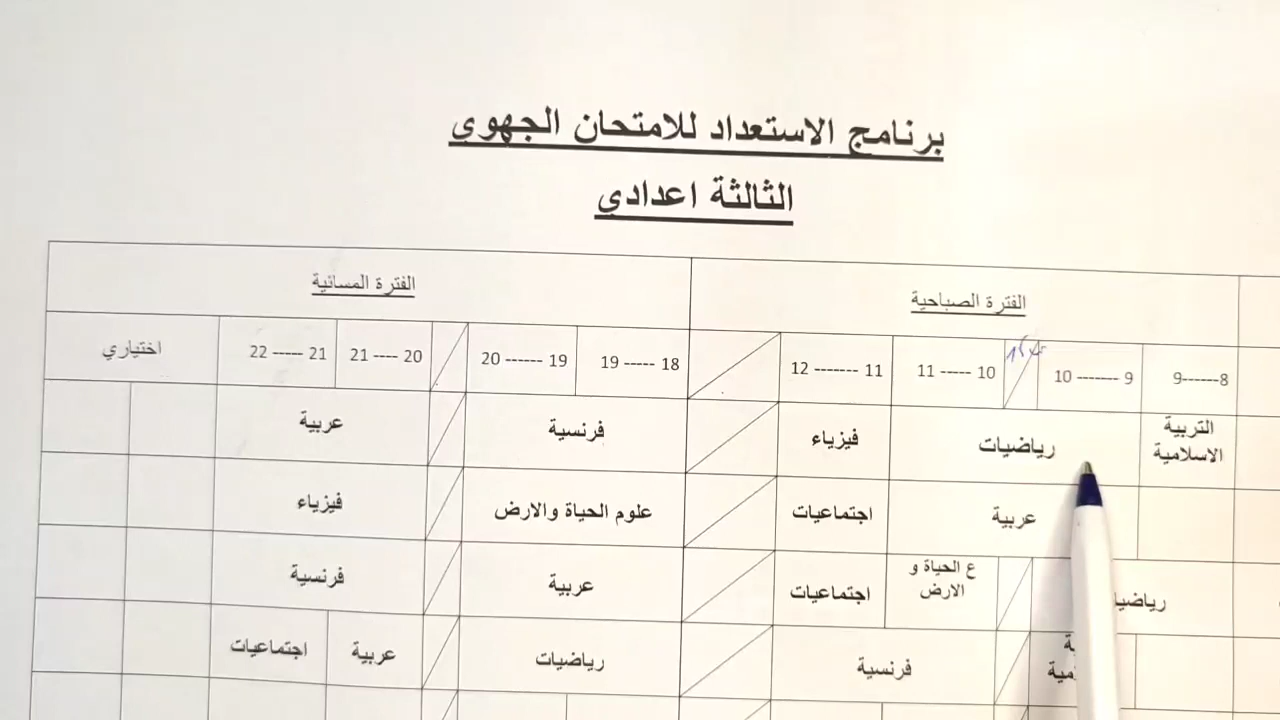 برنامج الاستعداد للامتحان الجهوي
الثالثة اعدادي
الفترة الصباحية
الفترة المسائية
8------9
9 ------- 10
15
10 ----- 11
11 ------- 12
18 ----- 19
19 ------ 20
20 ---- 21
21 ----- 22
اختياري
التربية
الاسلامية
رياضيات
فيزياء
فرنسية
عربية
عربية
اجتماعيات
علوم الحياة والارض
فيزياء
ع الحياة و
الارض
اجتماعيات
عربية
فرنسية
فرنسية
رياضيات
عربية
اجتماعيات